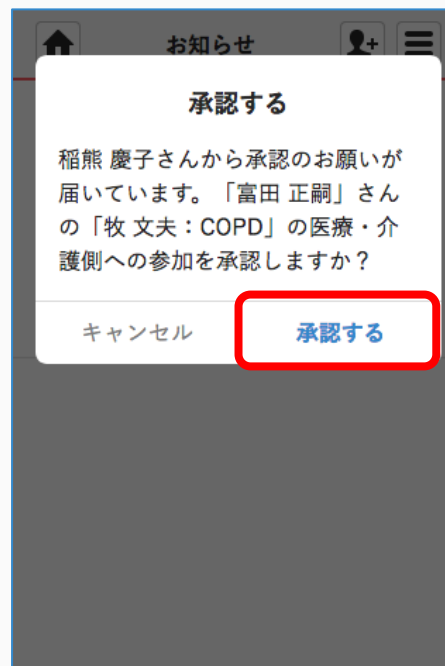 お知らせ
承認する
稲熊 慶子さんから承認のお願いが
届いています。「富田 正嗣」さん
の「牧 文夫：COPD」の医療・介
護側への参加を承認しますか？
キャンセル
承認する